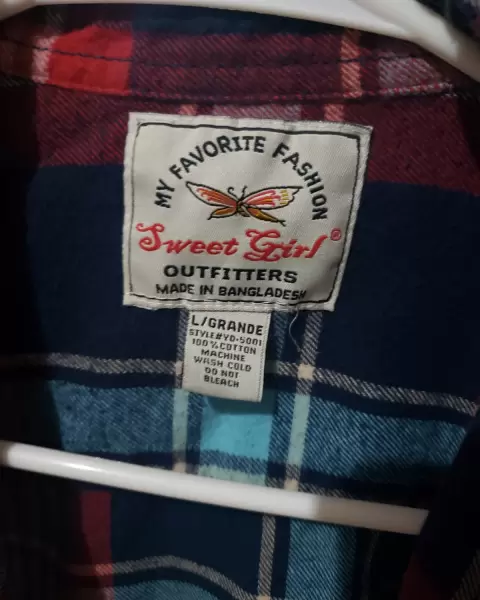 MY FAVORITE FASHION
Sweet Girl®
OUTFITTERS
MADE IN BANGLADESH
L/GRANDE
STYLE#YD-5001
100%COTTON
MACHINE
WASH COLD
DO NOT
BLEACH